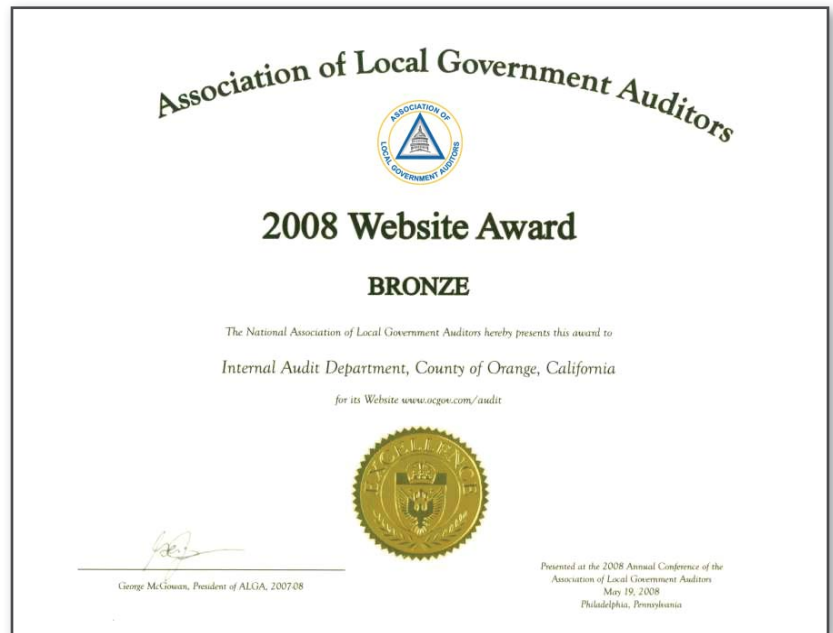 Association of Local Government Auditors
ASSOCIATION OF
LOCAL GOVERNMENT AUDITORS
2008 Website Award
BRONZE
The National Association of Local Government Auditors hereby presents this award to
Internal Audit Department, County of Orange, California
for its Website www.ocgov.com/audit
EXCELLENCE
George McGowan, President of ALGA, 2007-08
Presented at the 2008 Annual Conference of the
Association of Local Government Auditors
May 19, 2008
Philadelphia, Pennsylvania